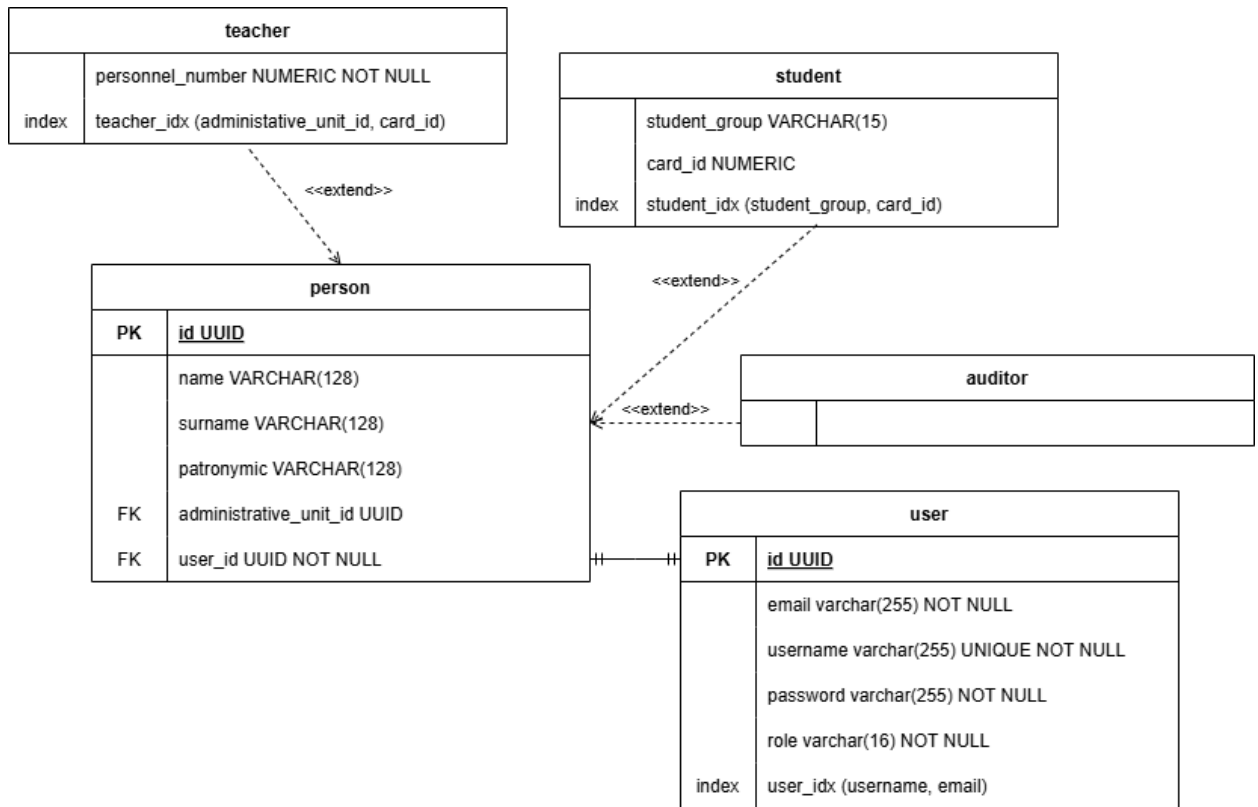 teacher
personnel_number NUMERIC NOT NULL
index teacher_idx (administative_unit_id, card_id)
<<extend>>
student
student_group VARCHAR(15)
card_id NUMERIC
index student_idx (student_group, card_id)
<<extend>>
person
PK id UUID
name VARCHAR(128)
surname VARCHAR(128)
patronymic VARCHAR(128)
FK administrative_unit_id UUID
FK user_id UUID NOT NULL
auditor
<<extend>>
user
PK id UUID
email varchar(255) NOT NULL
username varchar(255) UNIQUE NOT NULL
password varchar(255) NOT NULL
role varchar(16) NOT NULL
index user_idx (username, email)